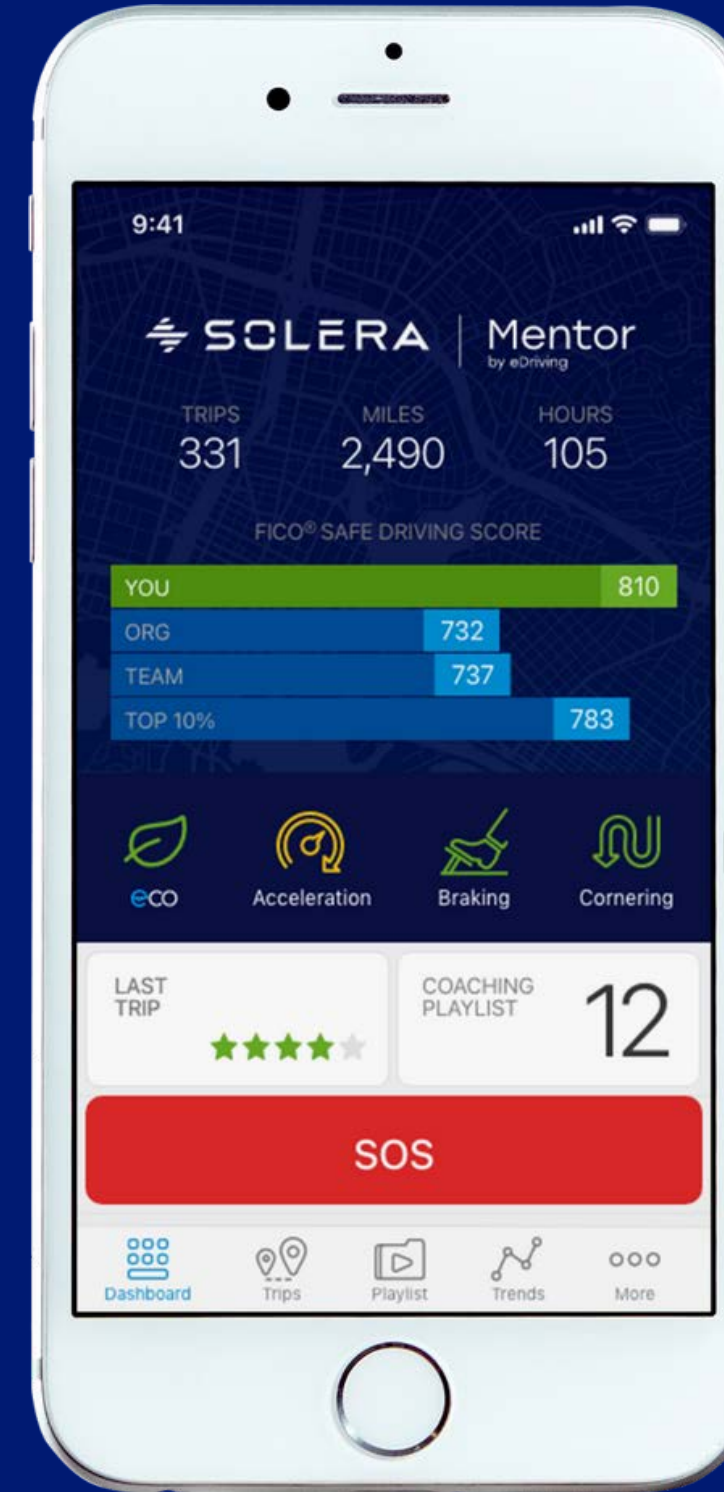 9:41
SOLERA | Mentor
by eDriving
TRIPS MILES HOURS
331 2,490 105
FICO® SAFE DRIVING SCORE
YOU 810
ORG 732
TEAM 737
TOP 10% 783
eco Acceleration Braking Cornering
LAST TRIP
COACHING PLAYLIST
12
SOS
Dashboard Trips Playlist Trends More